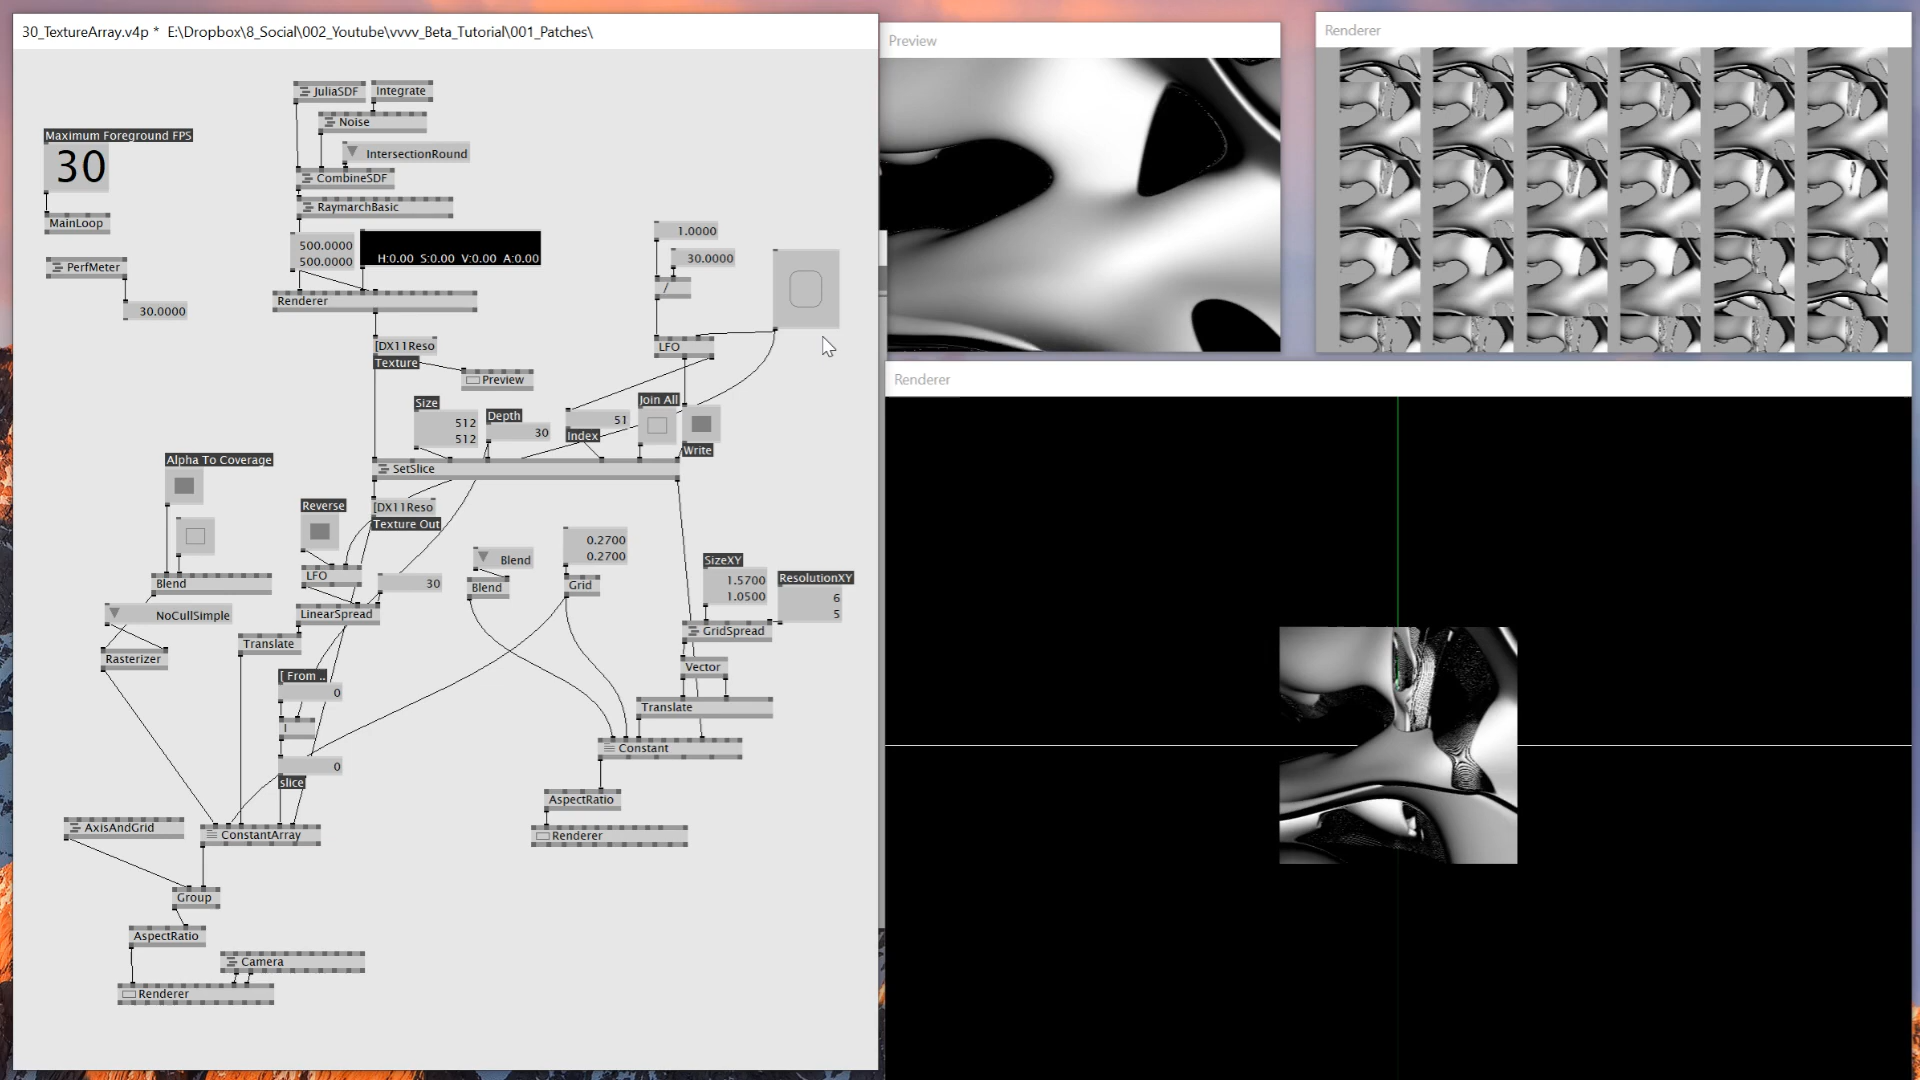 30_TextureArray.v4p * E:\Dropbox\8_Social\002_Youtube\vvvv_Beta_Tutorial\001_Patches\
Preview
Renderer
JuliaSDF
Integrate
Noise
Maximum Foreground FPS
30
IntersectionRound
CombineSDF
RaymarchBasic
MainLoop
1.0000
500.0000
500.0000
H:0.00 S:0.00 V:0.00 A:0.00
30.0000
PerfMeter
/
Renderer
30.0000
[DX11Reso
Texture
LFO
Preview
Renderer
Size
512
512
Depth
30
51
Index
Join All
Write
SetSlice
Alpha To Coverage
Reverse
[DX11Reso
Texture Out
0.2700
0.2700
Blend
SizeXY
1.5700
1.0500
ResolutionXY
6
5
LFO
30
Blend
Blend
Grid
NoCullSimple
LinearSpread
GridSpread
Translate
Rasterizer
Vector
[ From ..
0
Translate
Constant
0
slice
AspectRatio
AxisAndGrid
ConstantArray
Renderer
Group
AspectRatio
Camera
Renderer